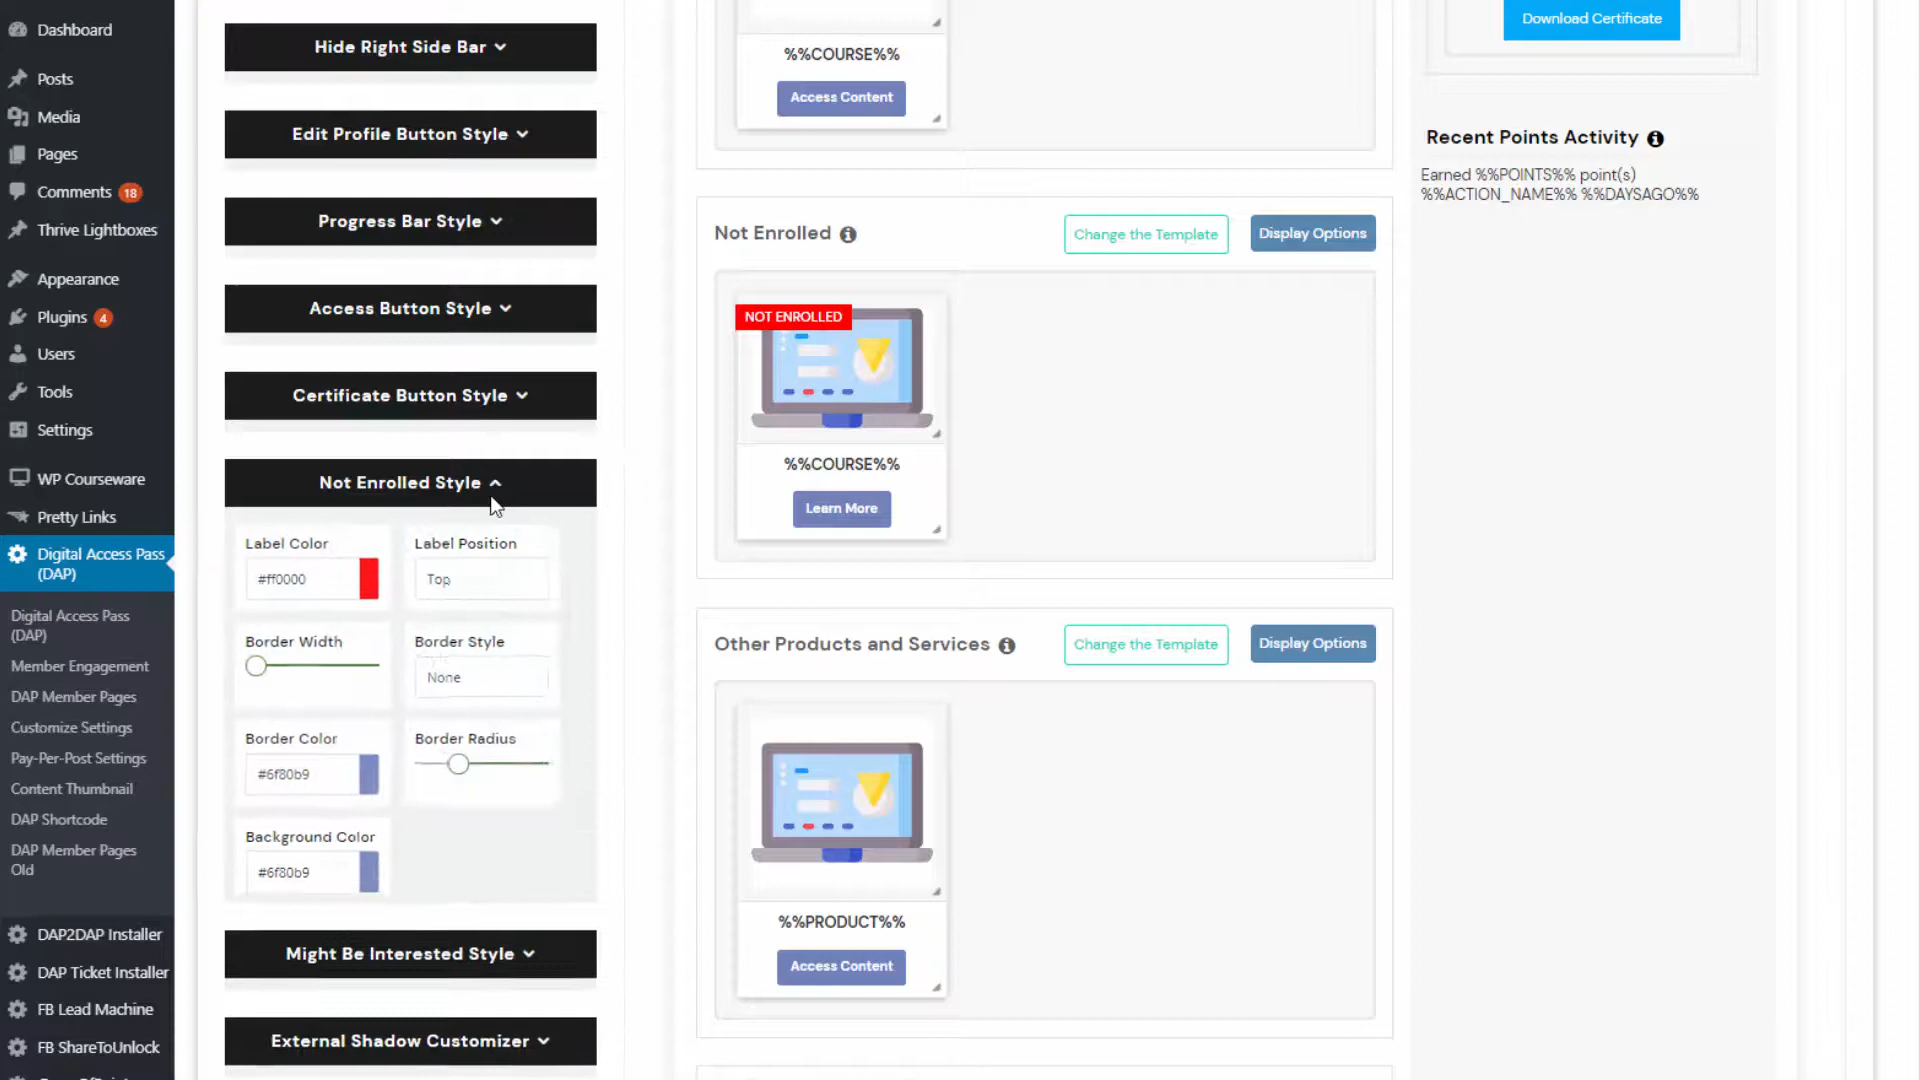 Dashboard
Posts
Media
Pages
Comments 18
Thrive Lightboxes
Appearance
Plugins 4
Users
Tools
Settings
WP Courseware
Pretty Links
Digital Access Pass
(DAP)
Digital Access Pass
(DAP)
Member Engagement
DAP Member Pages
Customize Settings
Pay-Per-Post Settings
Content Thumbnail
DAP Shortcode
DAP Member Pages
Old
DAP2DAP Installer
DAP Ticket Installer
FB Lead Machine
FB ShareToUnlock
Hide Right Side Bar
Edit Profile Button Style
Progress Bar Style
Access Button Style
Certificate Button Style
Not Enrolled Style
Label Color
#ff0000
Label Position
Top
Border Width
Border Style
None
Border Color
#6f80b9
Border Radius
Background Color
#6f80b9
Might Be Interested Style
External Shadow Customizer
%%COURSE%%
Access Content
Not Enrolled
Change the Template
Display Options
NOT ENROLLED
%%COURSE%%
Learn More
Other Products and Services
Change the Template
Display Options
%%PRODUCT%%
Access Content
Download Certificate
Recent Points Activity
Earned %%POINTS%% point(s)
%%ACTION_NAME%% %%DAYSAGO%%